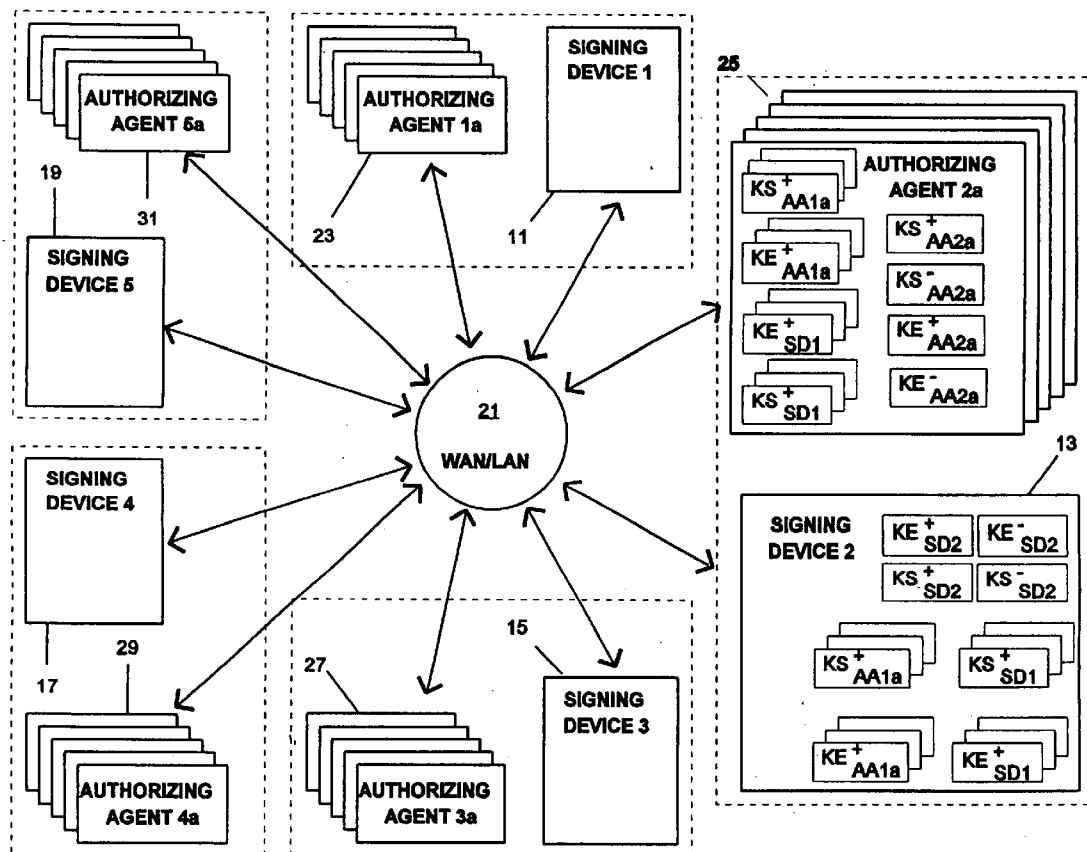 AUTHORIZING
AGENT 5a
19
31
SIGNING
DEVICE 5
AUTHORIZING
AGENT 1a
23
11
SIGNING
DEVICE 1
25
AUTHORIZING
AGENT 2a
KS + AA1a
KE + AA1a
KE + SD1
KS + SD1
KS + AA2a
KS - AA2a
KE + AA2a
KE - AA2a
21
WAN/LAN
13
SIGNING
DEVICE 2
KE + SD2
KE - SD2
KS + SD2
KS - SD2
KS + AA1a
KS + SD1
KE + AA1a
KE + SD1
SIGNING
DEVICE 4
17
29
AUTHORIZING
AGENT 4a
27
AUTHORIZING
AGENT 3a
15
SIGNING
DEVICE 3